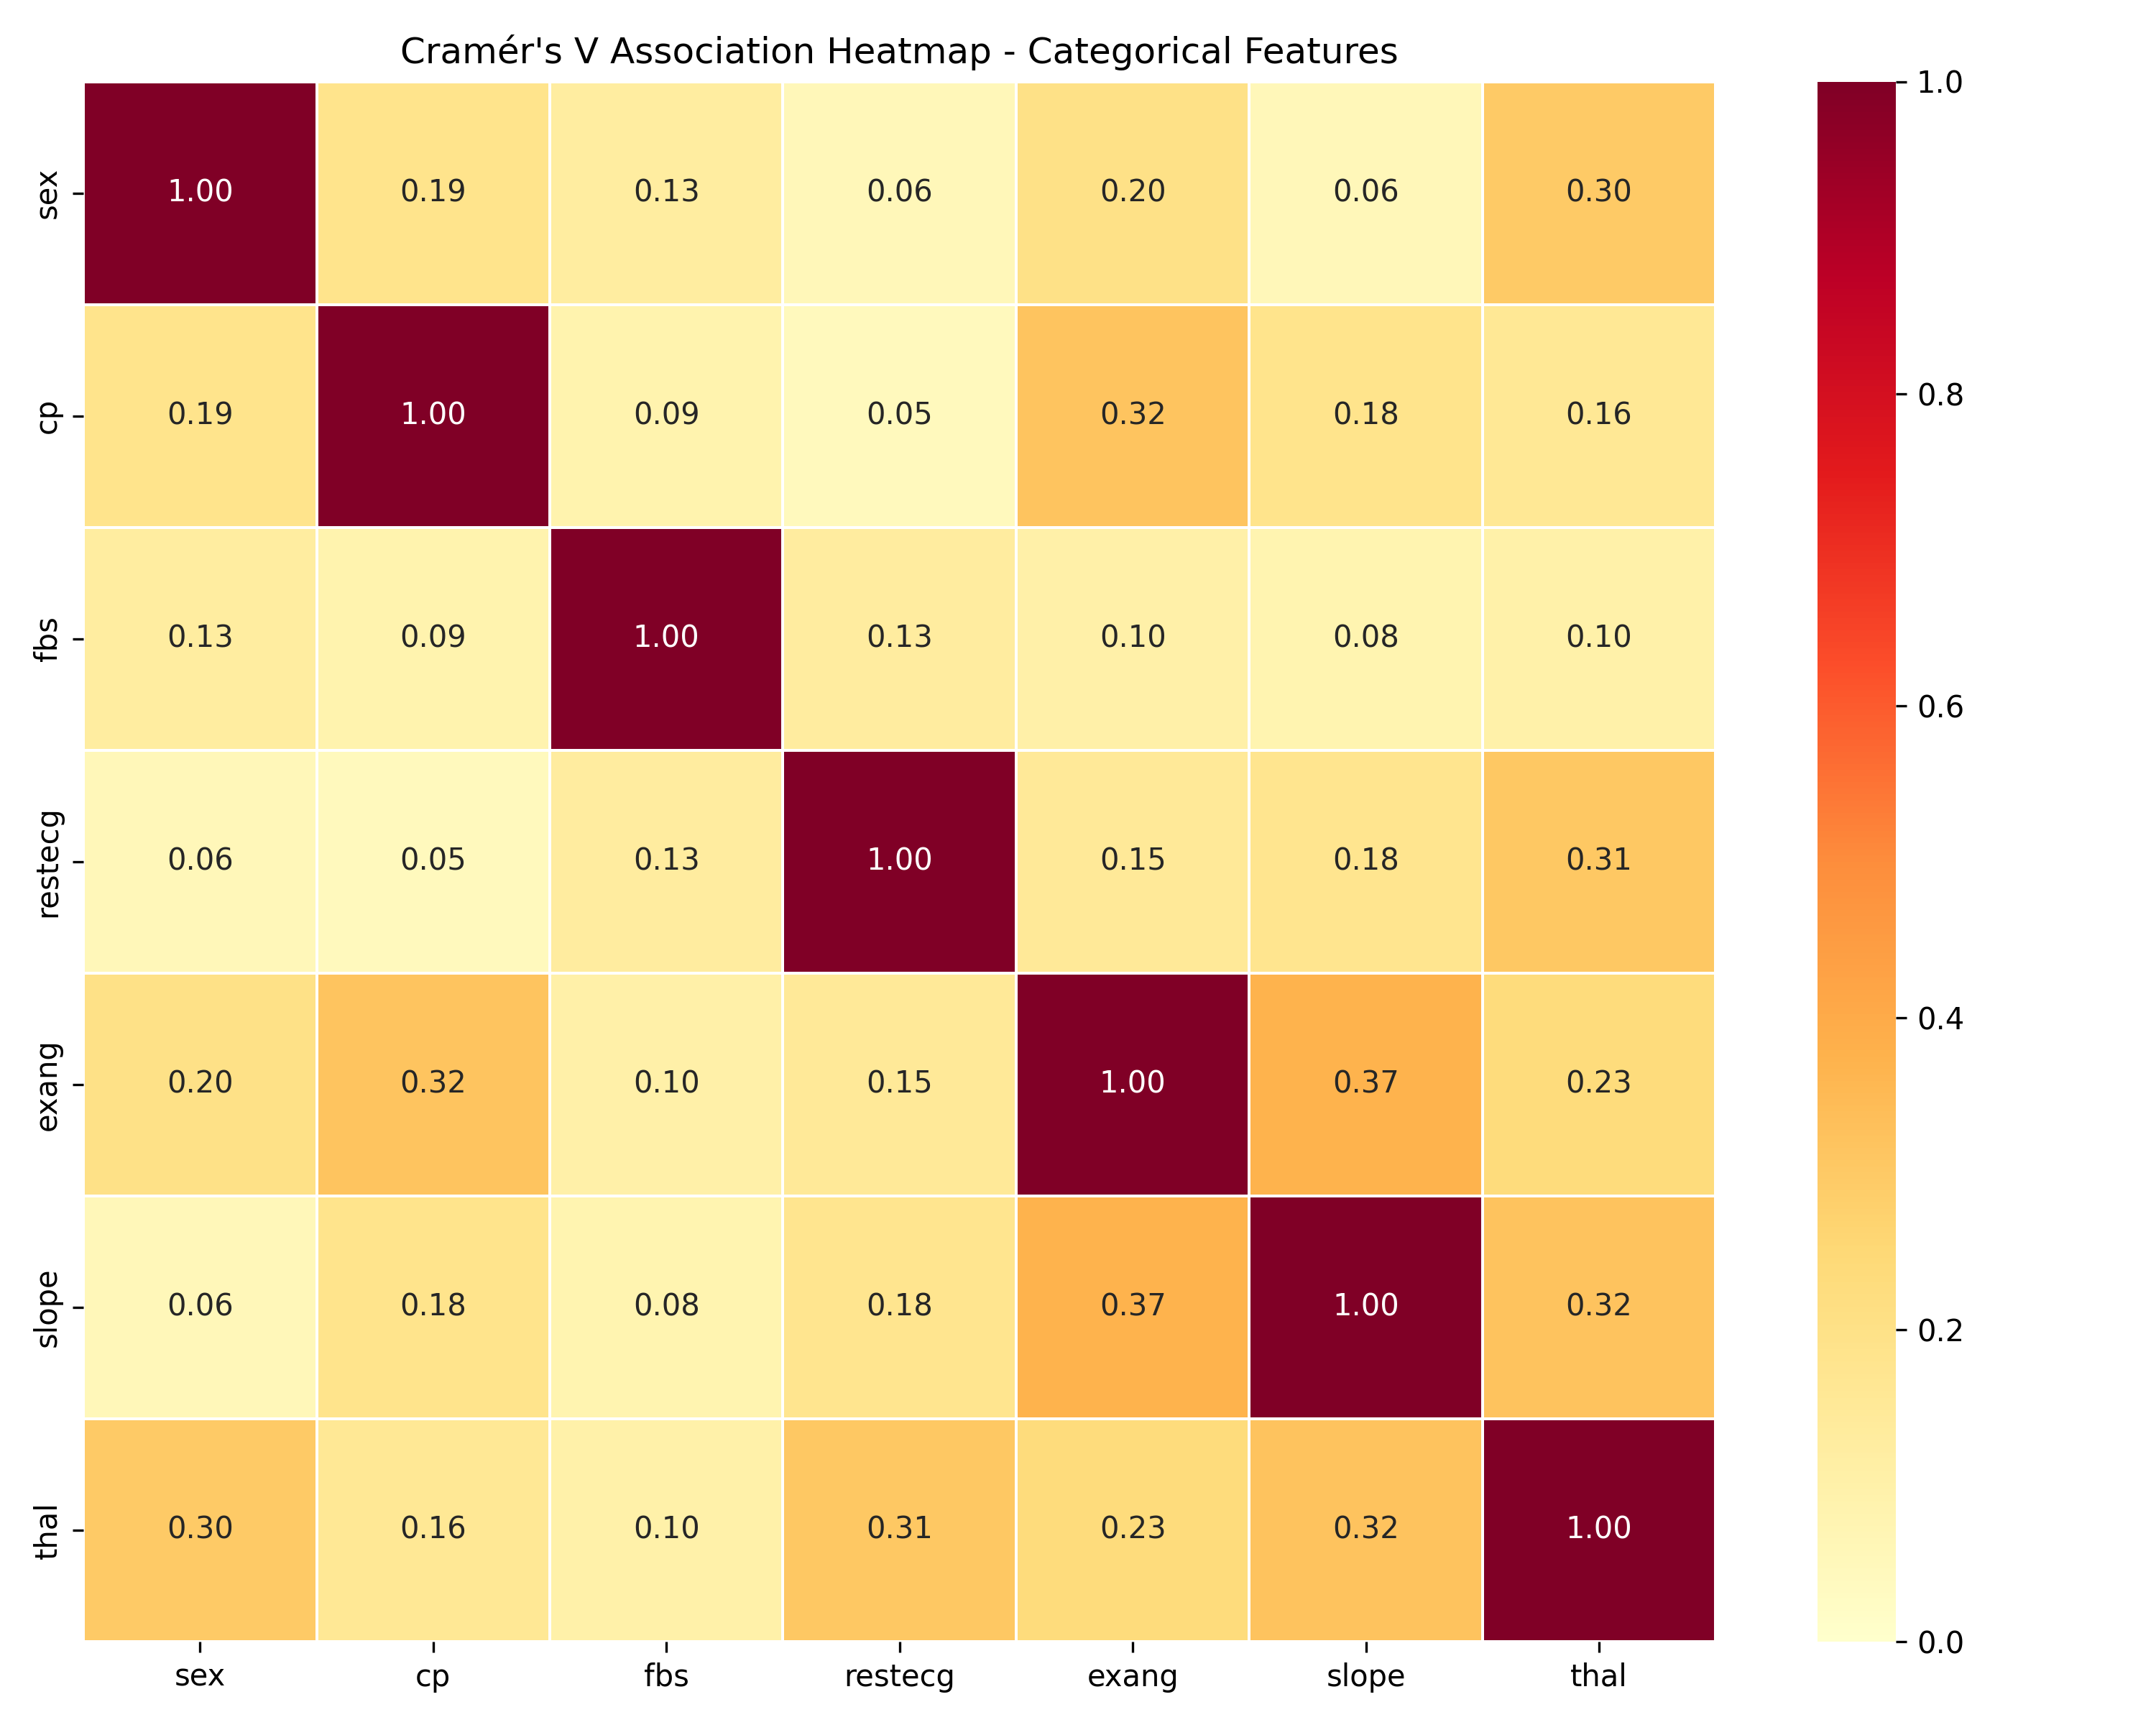 Cramér's V Association Heatmap - Categorical Features
1.0
sex 1.00 0.19 0.13 0.06 0.20 0.06 0.30
0.8
cp 0.19 1.00 0.09 0.05 0.32 0.18 0.16
fbs 0.13 0.09 1.00 0.13 0.10 0.08 0.10
0.6
restecg 0.06 0.05 0.13 1.00 0.15 0.18 0.31
0.4
exang 0.20 0.32 0.10 0.15 1.00 0.37 0.23
slope 0.06 0.18 0.08 0.18 0.37 1.00 0.32
0.2
thal 0.30 0.16 0.10 0.31 0.23 0.32 1.00
0.0
sex cp fbs restecg exang slope thal